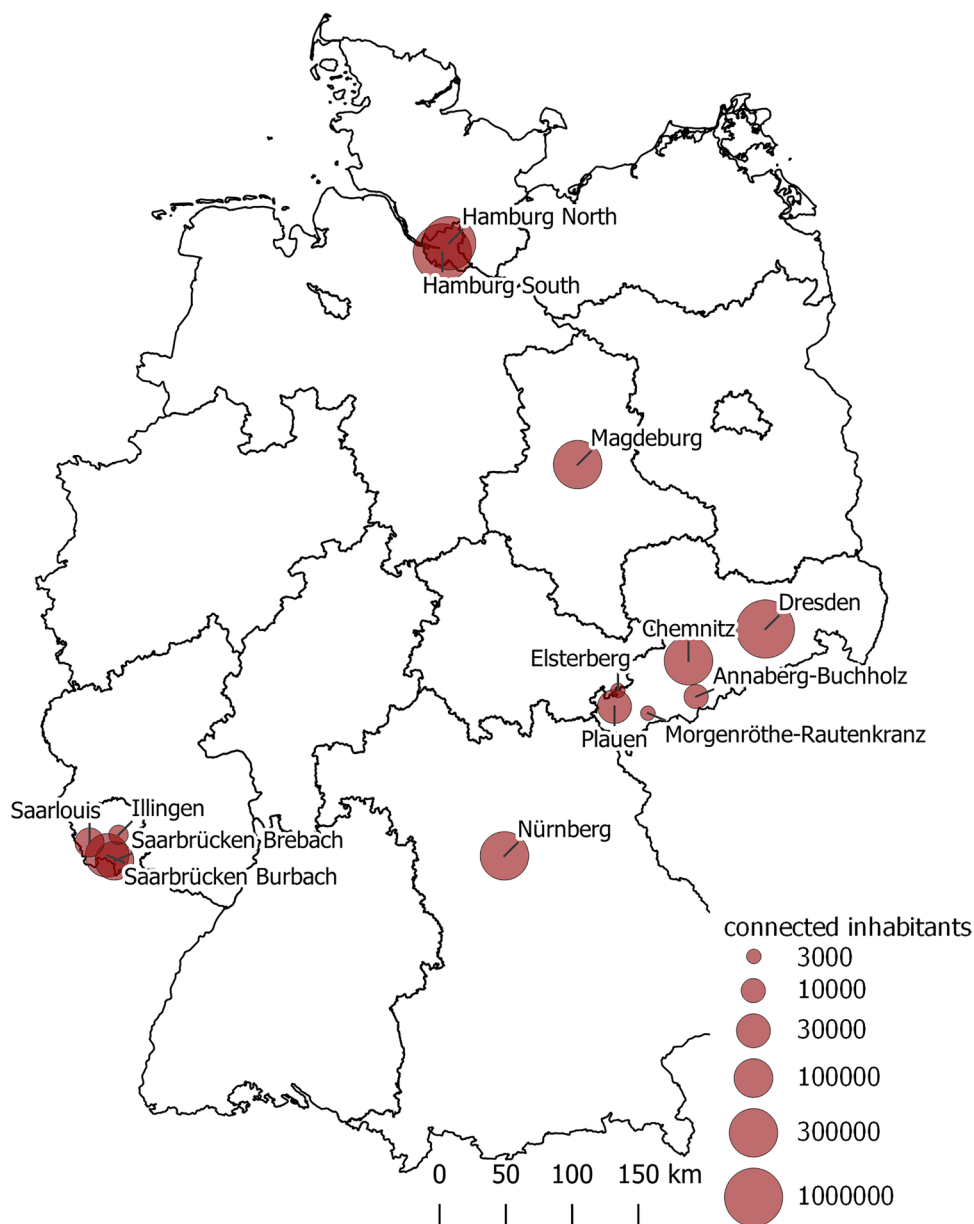 Hamburg North
Hamburg South
Magdeburg
Dresden
Chemnitz
Elsterberg
Annaberg-Buchholz
Plauen
Morgenröthe-Rautenkranz
Saarlouis
Illingen
Saarbrücken Brebach
Saarbrücken Burbach
Nürnberg
connected inhabitants
3000
10000
30000
100000
300000
1000000
0 50 100 150 km